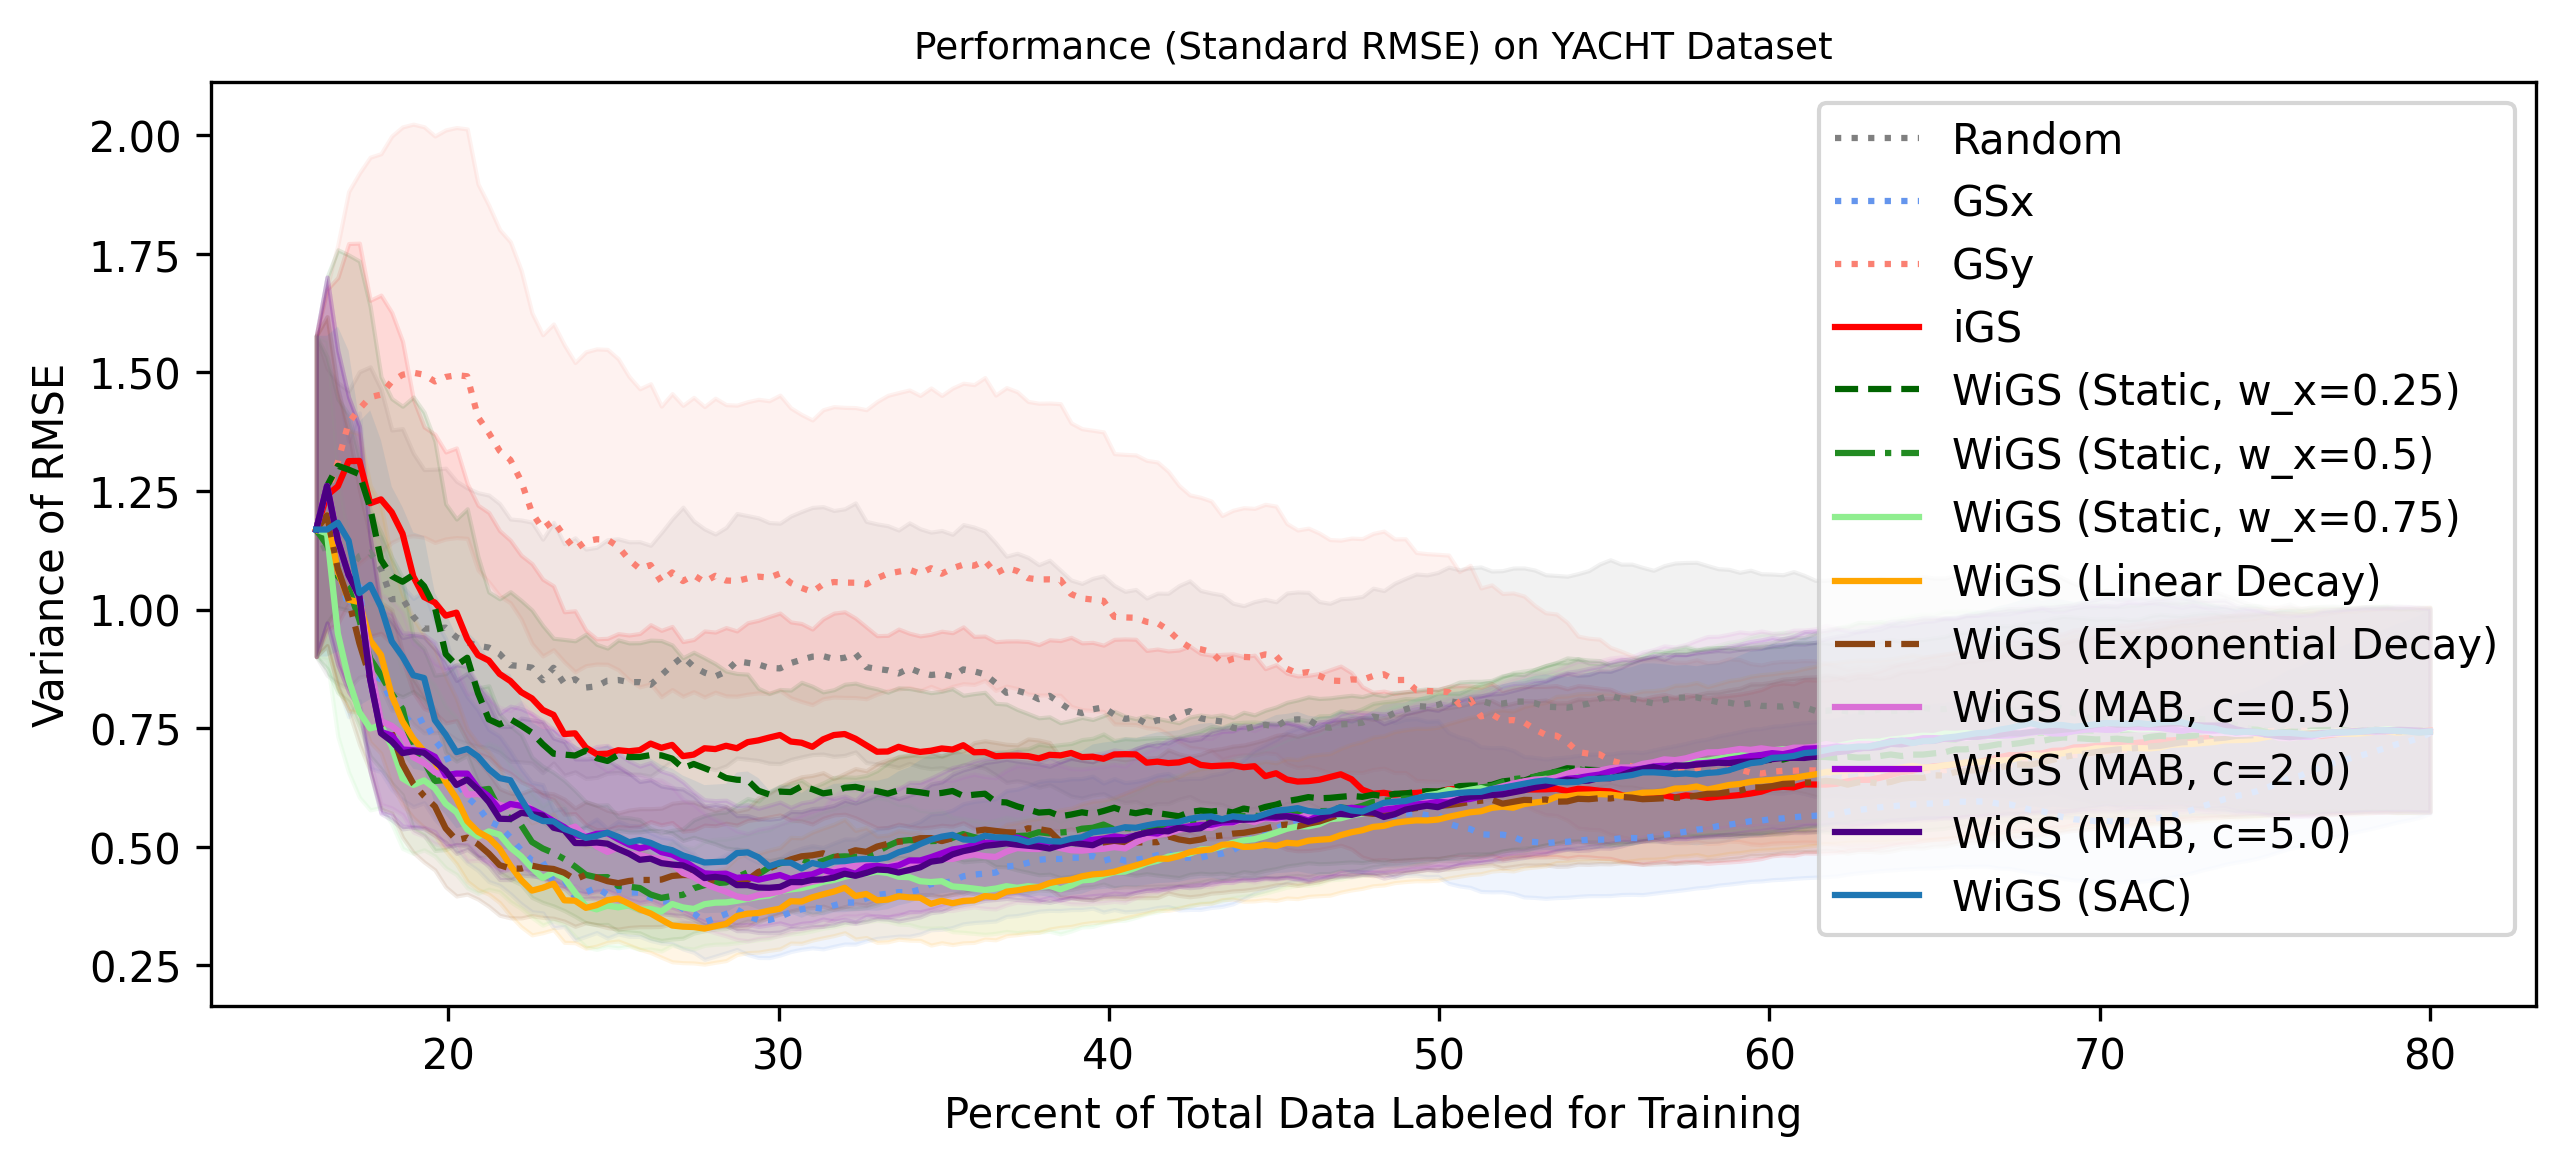 Performance (Standard RMSE) on YACHT Dataset
Variance of RMSE
2.00
1.75
1.50
1.25
1.00
0.75
0.50
0.25
Random
GSx
GSy
iGS
WiGS (Static, w_x=0.25)
WiGS (Static, w_x=0.5)
WiGS (Static, w_x=0.75)
WiGS (Linear Decay)
WiGS (Exponential Decay)
WiGS (MAB, c=0.5)
WiGS (MAB, c=2.0)
WiGS (MAB, c=5.0)
WiGS (SAC)
20 30 40 50 60 70 80
Percent of Total Data Labeled for Training